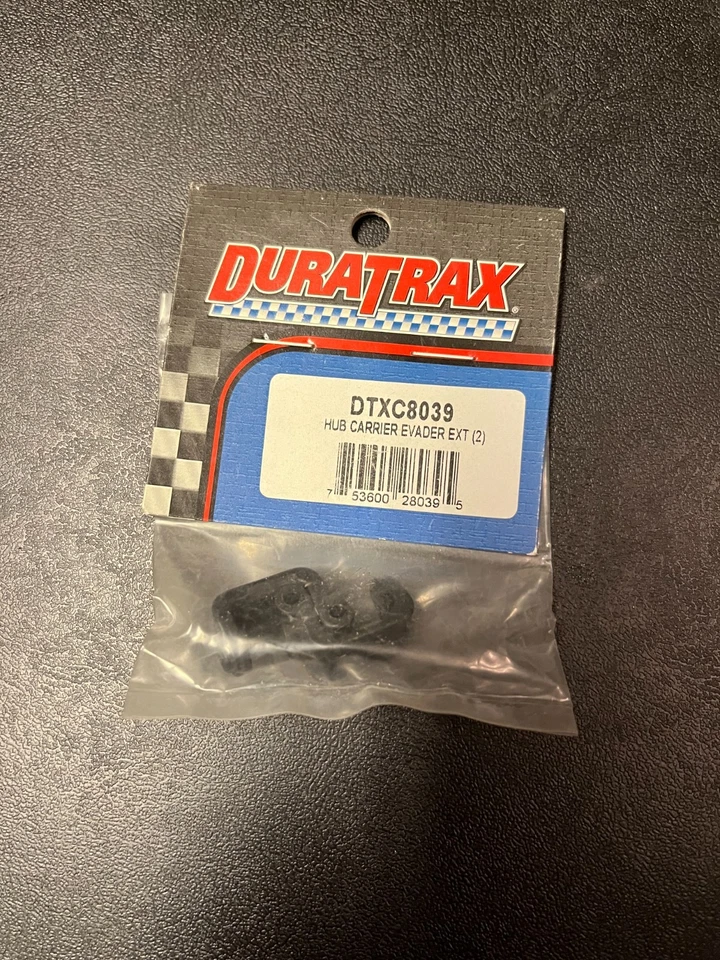 DURATRAX®
DTXC8039
HUB CARRIER EVADER EXT (2)
7 53600 28039 5